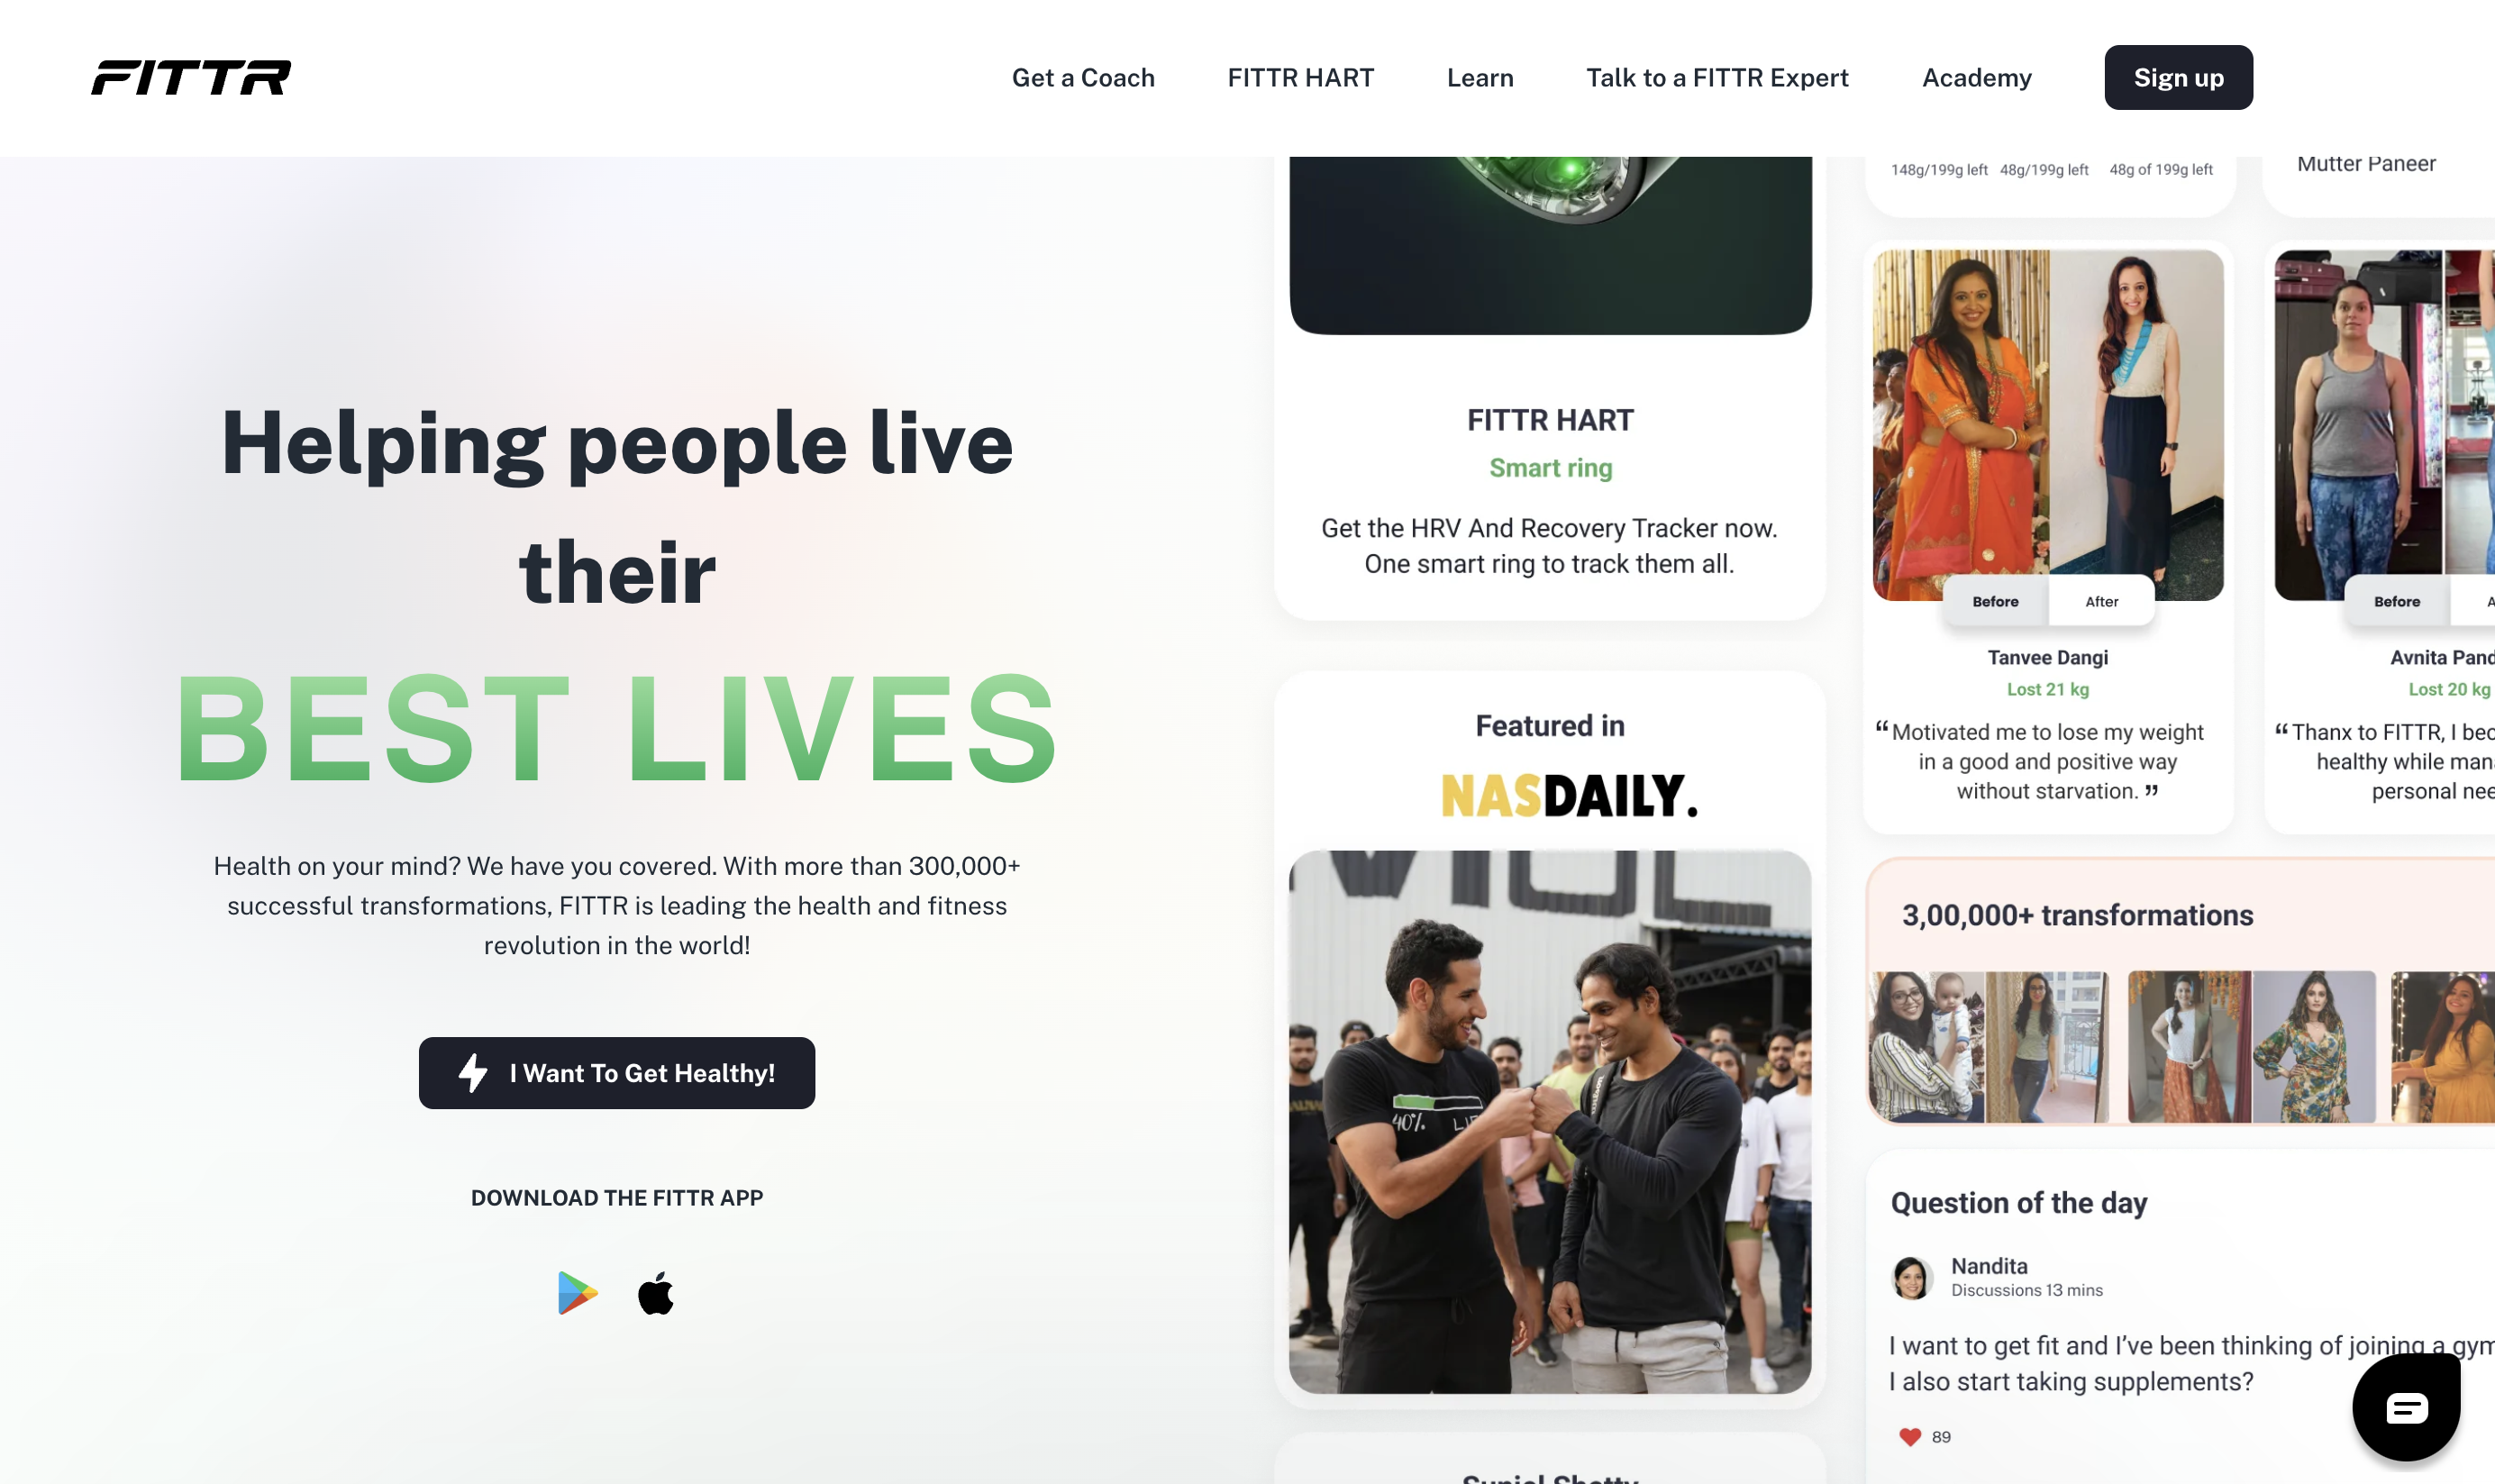 FITTR
Get a Coach
FITTR HART
Learn
Talk to a FITTR Expert
Academy
Sign up
Helping people live
their
BEST LIVES
Health on your mind? We have you covered. With more than 300,000+
successful transformations, FITTR is leading the health and fitness
revolution in the world!
I Want To Get Healthy!
DOWNLOAD THE FITTR APP
FITTR HART
Smart ring
Get the HRV And Recovery Tracker now.
One smart ring to track them all.
Featured in
NASDAILY.
40%
148g/199g left
48g/199g left
48g of 199g left
Mutter Paneer
Before
After
Tanvee Dangi
Lost 21 kg
“Motivated me to lose my weight
in a good and positive way
without starvation.”
Before
Avnita
Lost 20 kg
“Thanx to FITTR, I
healthy while
personal
3,00,000+ transformations
Question of the day
Nandita
Discussions 13 mins
I want to get fit and I’ve been thinking of joining a gym
I also start taking supplements?
89